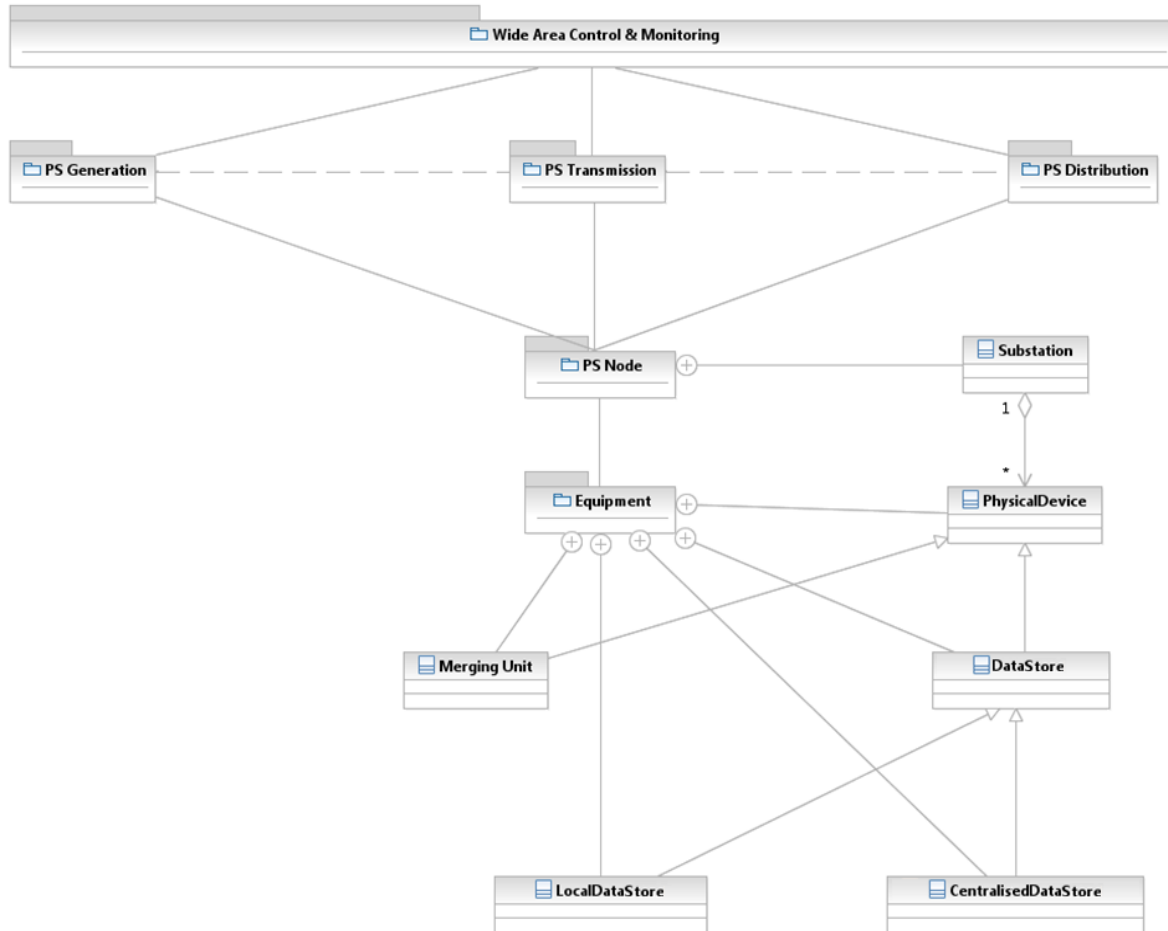 Wide Area Control & Monitoring
PS Generation
PS Transmission
PS Distribution
PS Node
Substation
1
*
Equipment
PhysicalDevice
Merging Unit
DataStore
LocalDataStore
CentralisedDataStore